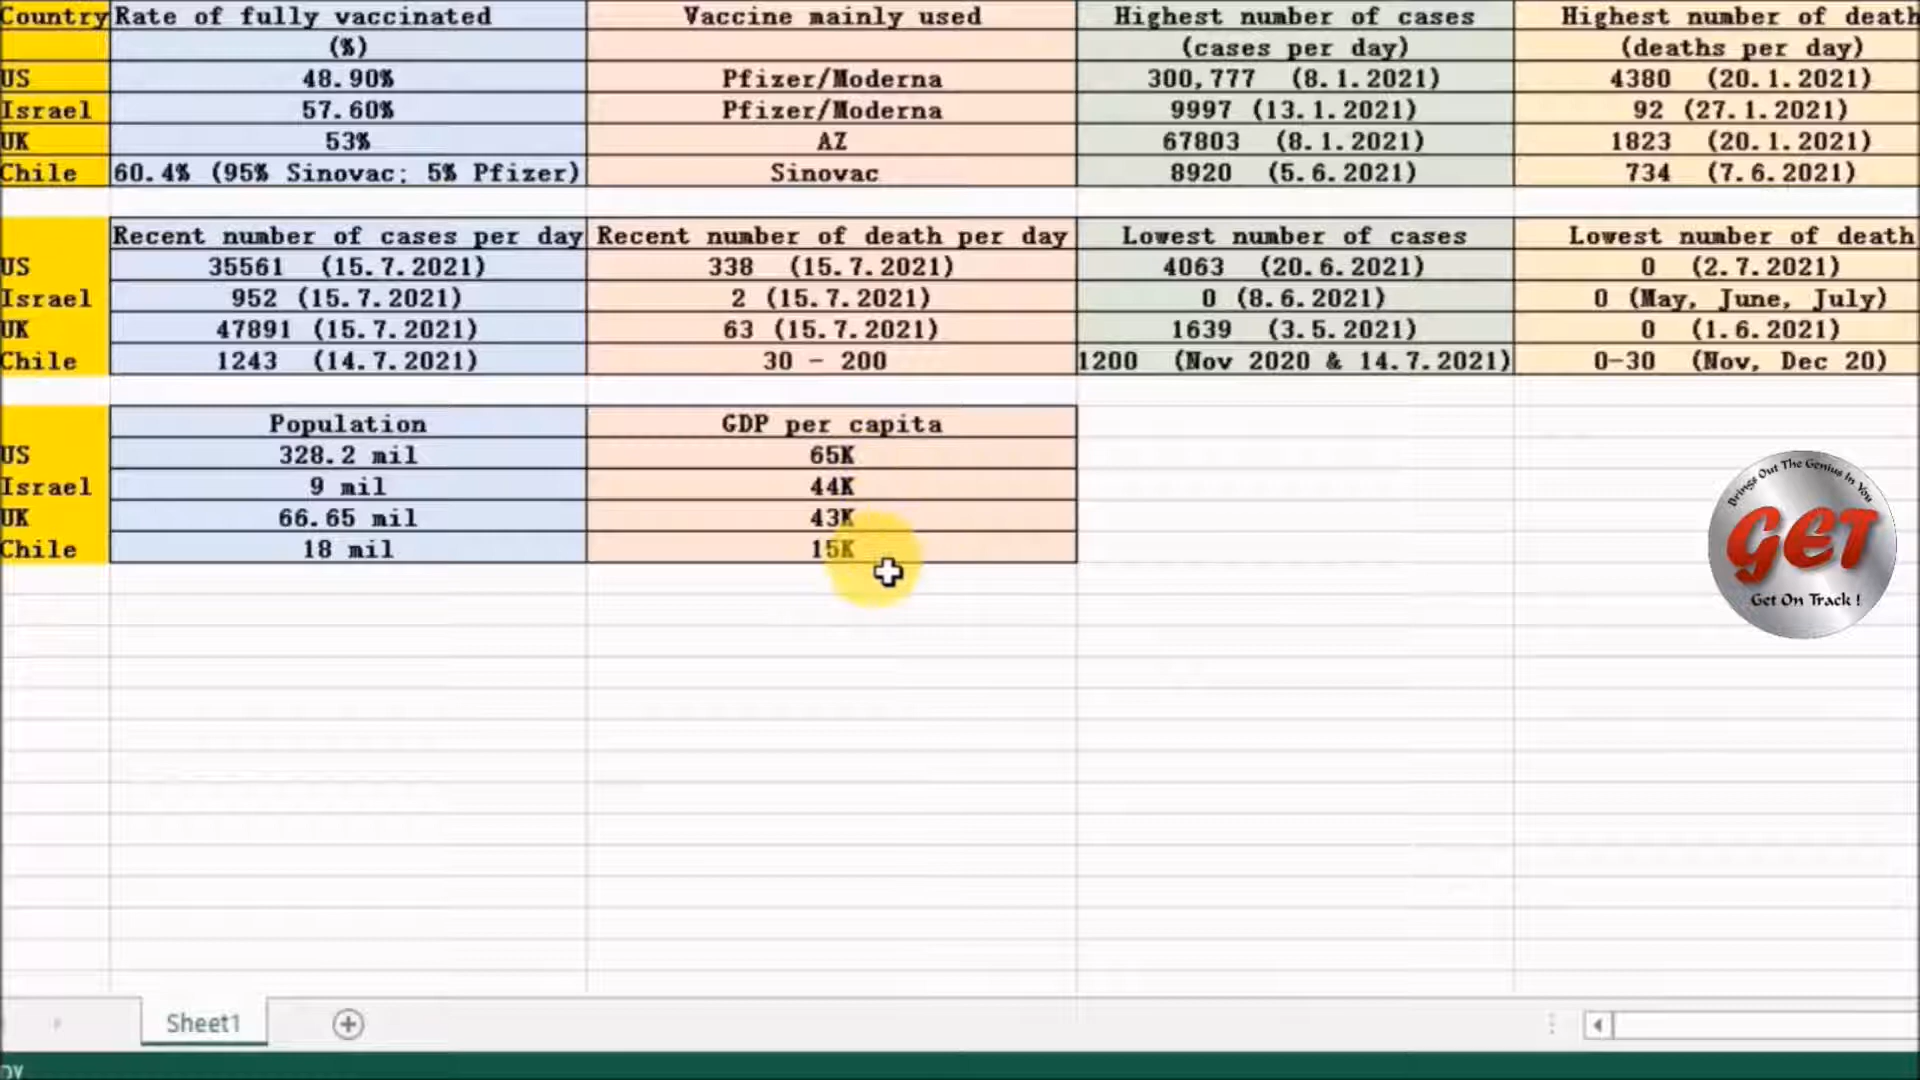 Country Rate of fully vaccinated Vaccine mainly used Highest number of cases Highest number of death
(%) (cases per day) (deaths per day)
US 48.90% Pfizer/Moderna 300,777 (8.1.2021) 4380 (20.1.2021)
Israel 57.60% Pfizer/Moderna 9997 (13.1.2021) 92 (27.1.2021)
UK 53% AZ 67803 (8.1.2021) 1823 (20.1.2021)
Chile 60.4% (95% Sinovac: 5% Pfizer) Sinovac 8920 (5.6.2021) 734 (7.6.2021)
Recent number of cases per day Recent number of death per day Lowest number of cases Lowest number of death
US 35561 (15.7.2021) 338 (15.7.2021) 4063 (20.6.2021) 0 (2.7.2021)
Israel 952 (15.7.2021) 2 (15.7.2021) 0 (8.6.2021) 0 (May, June, July)
UK 47891 (15.7.2021) 63 (15.7.2021) 1639 (3.5.2021) 0 (1.6.2021)
Chile 1243 (14.7.2021) 30 - 200 1200 (Nov 2020 & 14.7.2021) 0-30 (Nov, Dec 20)
Population GDP per capita
US 328.2 mil 65K
Israel 9 mil 44K
UK 66.65 mil 43K
Chile 18 mil 15K
Brings Out The Genius In You
GET
Get On Track !
Sheet1